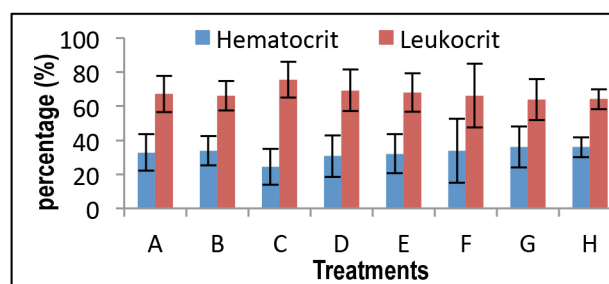 100
80
60
40
20
0
percentage (%)
Hematocrit Leukocrit
A B C D E F G H
Treatments